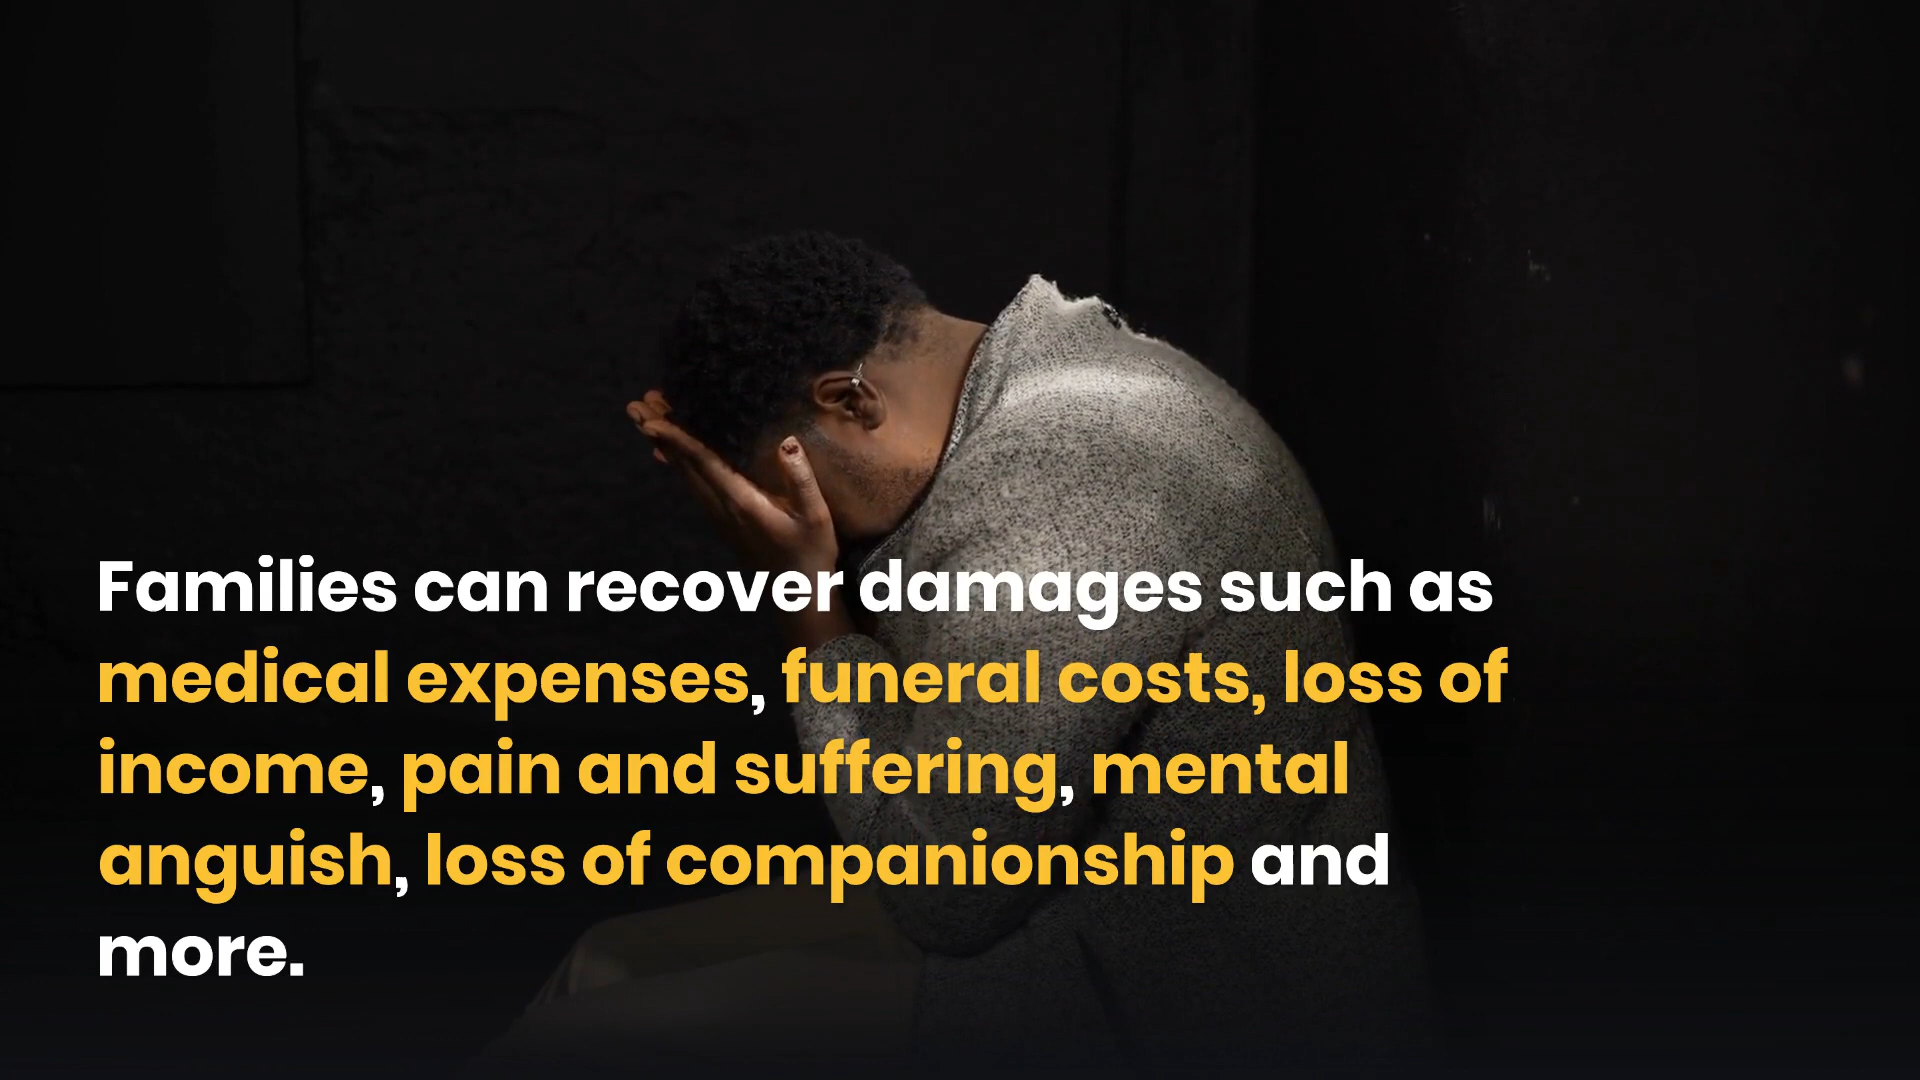 Families can recover damages such as
medical expenses, funeral costs, loss of
income, pain and suffering, mental
anguish, loss of companionship and
more.